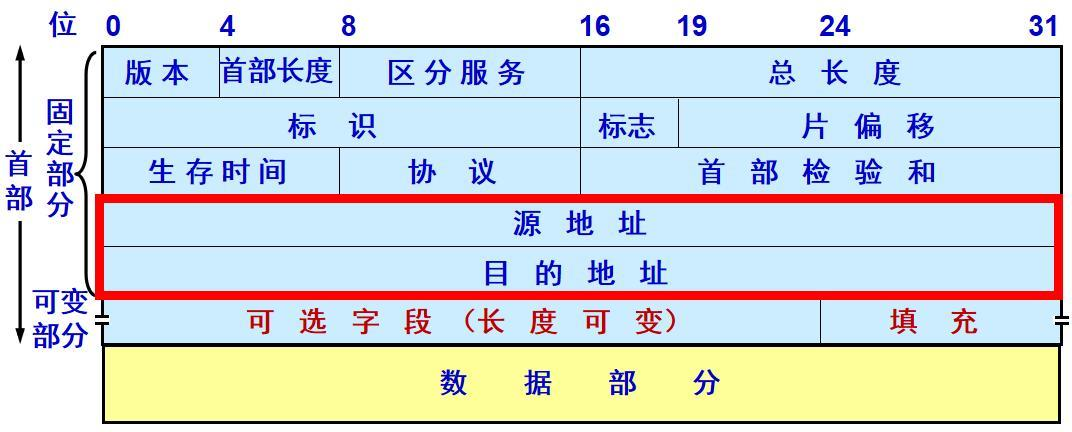 位 0 4 8 16 19 24 31
版本 首部长度 区分服务 总长度
标识 标志 片偏移
生存时间 协议 首部检验和
源地址
目的地址
可选字段（长度可变） 填充
数据部分
首部
固定部分
可变
部分